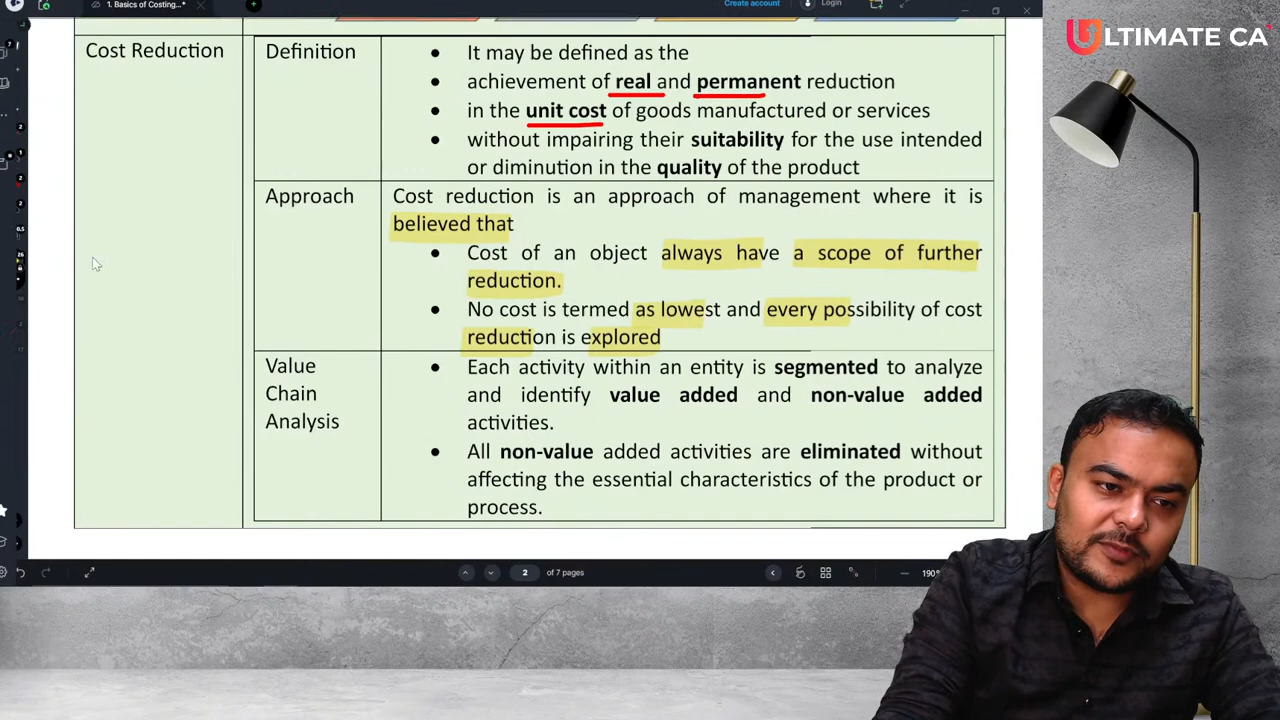 1. Basics of Costing...*
Create account
Login
ULTIMATE CA
Cost Reduction
Definition
• It may be defined as the
• achievement of real and permanent reduction
• in the unit cost of goods manufactured or services
• without impairing their suitability for the use intended
or diminution in the quality of the product
Approach
Cost reduction is an approach of management where it is
believed that
• Cost of an object always have a scope of further
reduction.
• No cost is termed as lowest and every possibility of cost
reduction is explored
Value
Chain
Analysis
• Each activity within an entity is segmented to analyze
and identify value added and non-value added
activities.
• All non-value added activities are eliminated without
affecting the essential characteristics of the product or
process.
2 of 7 pages
190